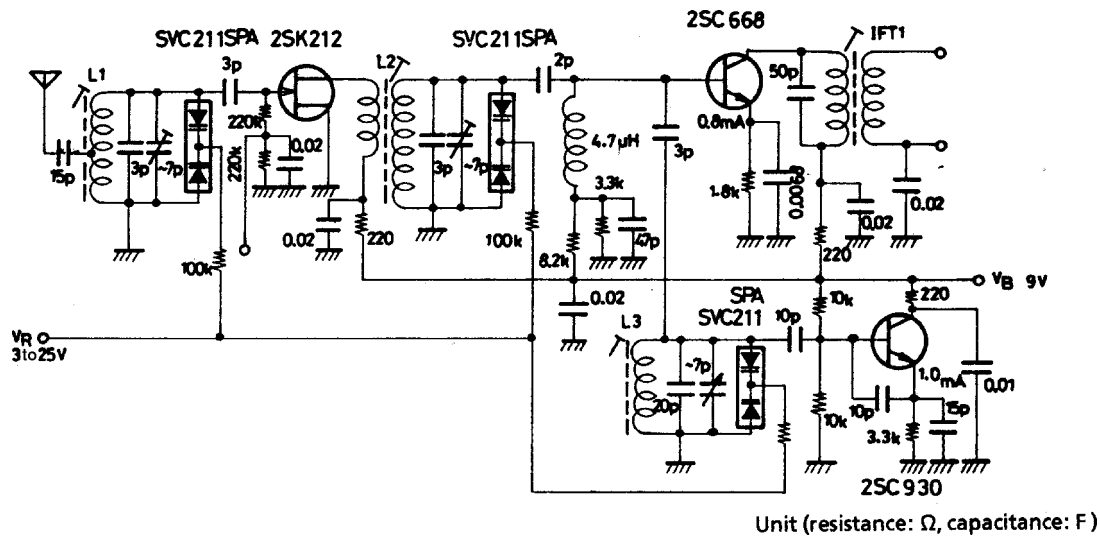 2SC668
SVC211SPA 2SK212 SVC211SPA
IFT1
L1
3p
L2
2p
50p
220k
0.02
4.7μH
3p
0.8mA
15p
3p
~7p
220k
3p
~7p
3.3k
1.8k
0.0068
0.02
0.02
0.02
220
100k
8.2k
47p
220
100k
VB 9V
0.02
SPA
SVC211
10p
10k
220
VR
3to25V
L3
~7p
1.0mA
0.01
20p
10k
10p
3.3k
15p
2SC930
Unit (resistance: Ω, capacitance: F)